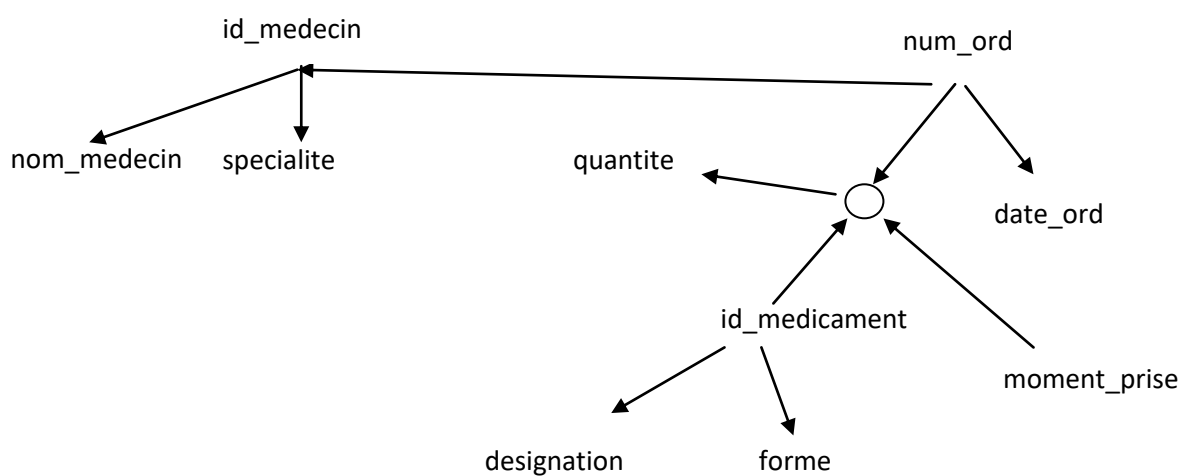 id_medecin
num_ord
nom_medecin
specialite
quantite
date_ord
id_medicament
moment_prise
designation
forme